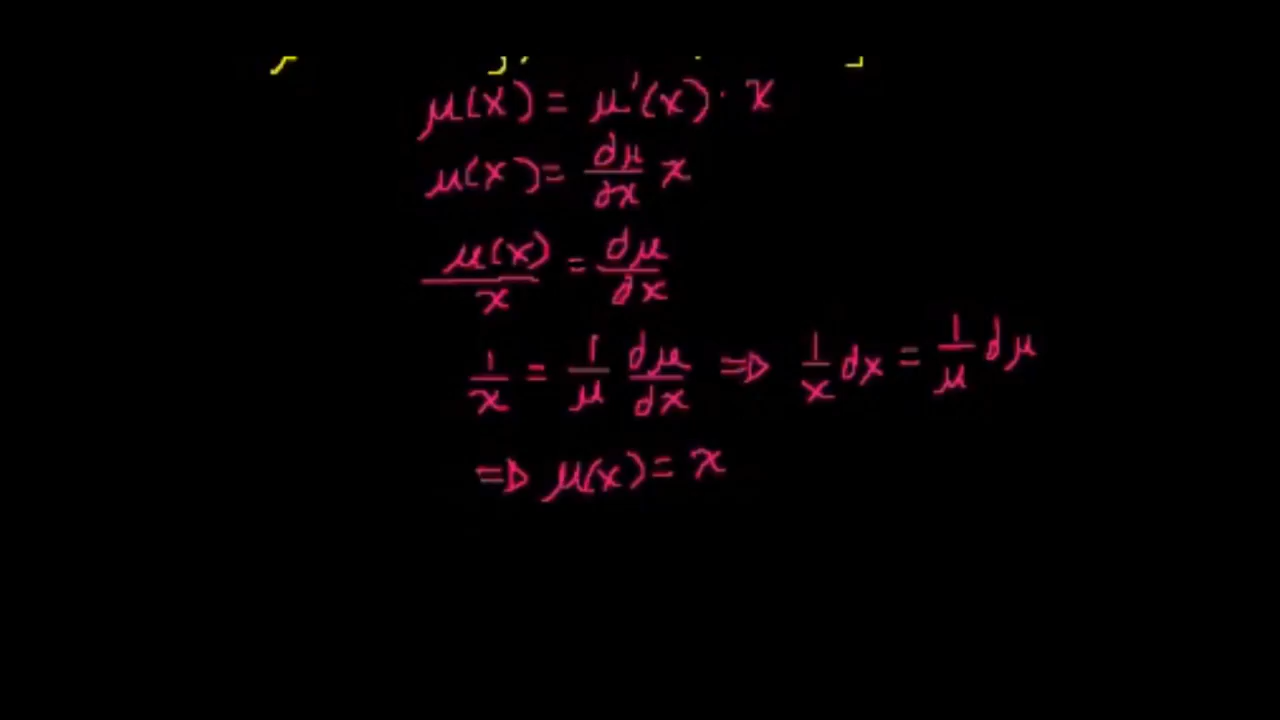 μ(x) = μ'(x) · x
μ(x) = dμ/dx x
μ(x)/x = dμ/dx
1/x = 1/μ dμ/dx ⇒ 1/x dx = 1/μ dμ
⇒ μ(x) = x